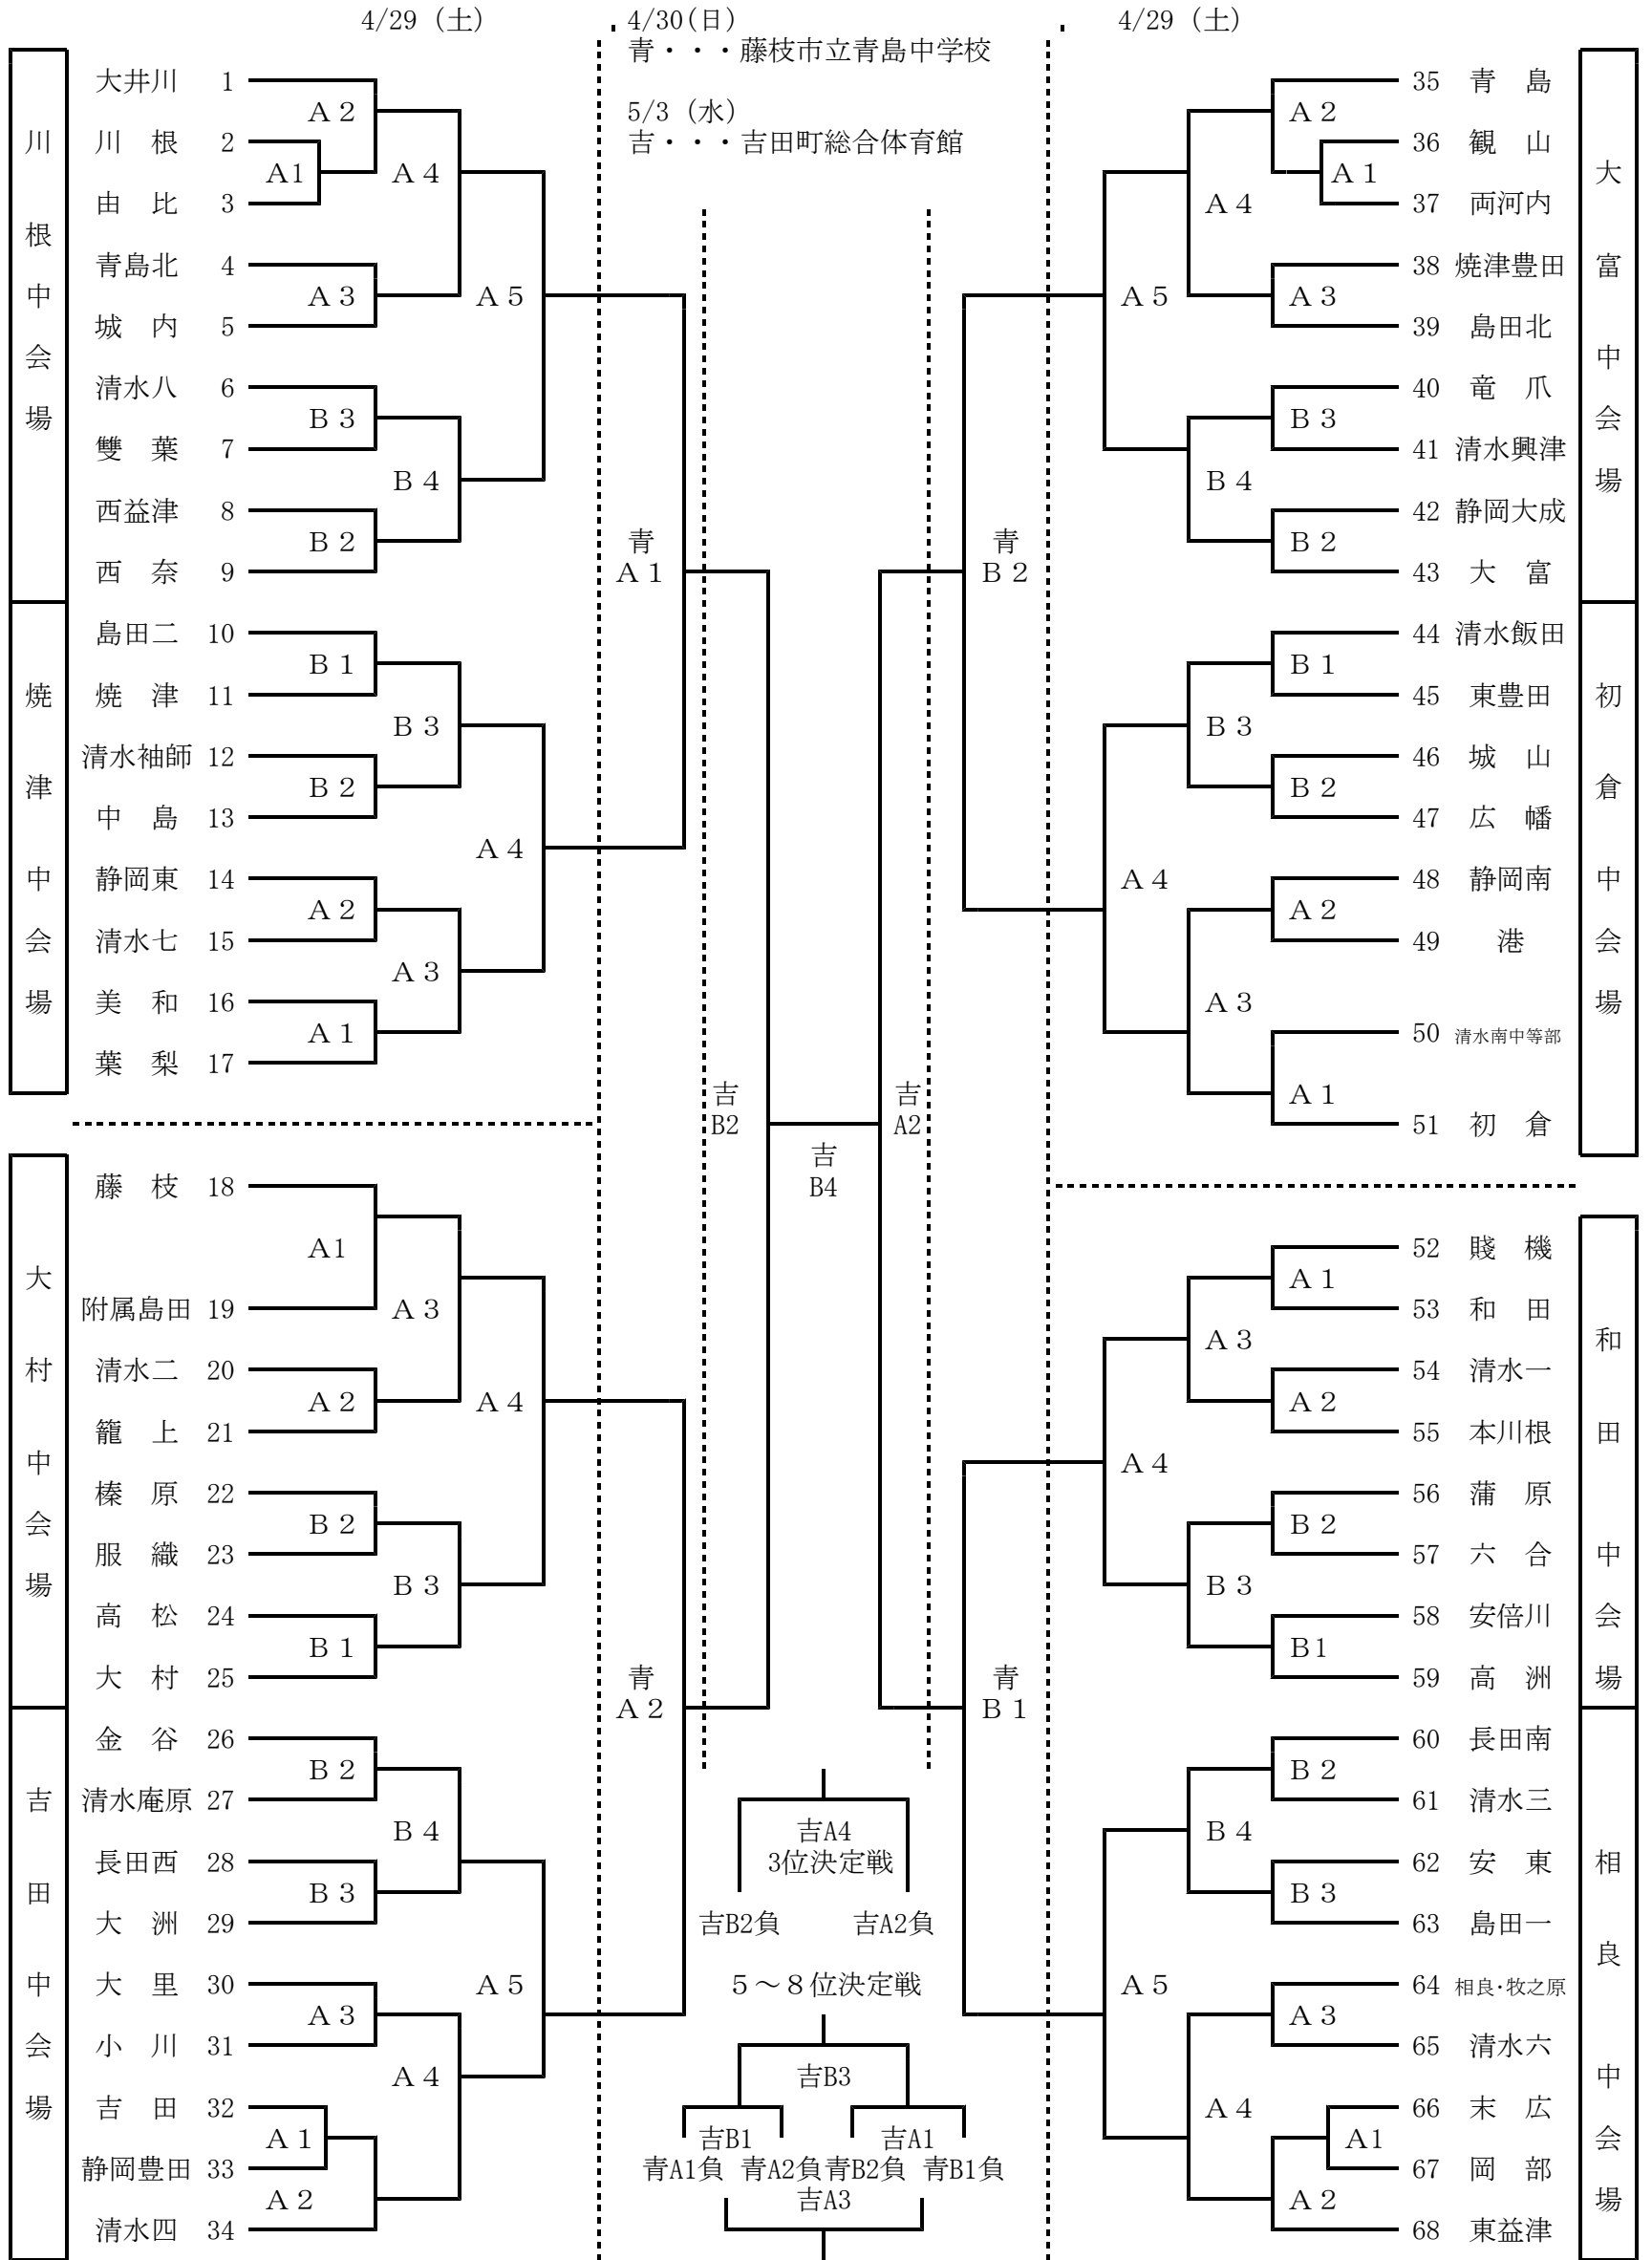 4/29 (土)
4/30(日)
青・・・藤枝市立青島中学校
5/3 (水)
吉・・・吉田町総合体育館
4/29 (土)
川根中会場
大井川 1
川 根 2
由 比 3
青島北 4
城 内 5
清水八 6
雙 葉 7
西益津 8
西 奈 9
A 2
A1
A 4
A 3
A 5
B 3
B 4
B 2
焼津中会場
島田二 10
焼 津 11
清水袖師 12
中 島 13
静岡東 14
清水七 15
美 和 16
葉 梨 17
B 1
B 3
B 2
A 4
A 2
A 3
A 1
大村中会場
藤 枝 18
附属島田 19
清水二 20
籠 上 21
榛 原 22
服 織 23
高 松 24
大 村 25
A1
A 3
A 2
A 4
B 2
B 3
B 1
吉田中会場
金 谷 26
清水庵原 27
長田西 28
大 洲 29
大 里 30
小 川 31
吉 田 32
静岡豊田 33
清水四 34
B 2
B 4
B 3
A 5
A 3
A 4
A 1
A 2
青
A 1
青
A 2
吉
B2
吉
B4
吉
A2
青
B 2
青
B 1
吉A4
3位決定戦
吉B2負 吉A2負
5～8位決定戦
吉B3
吉B1 吉A1
青A1負 青A2負 青B2負 青B1負
吉A3
大富中会場
35 青 島
36 観 山
37 両河内
38 焼津豊田
39 島田北
40 竜 爪
41 清水興津
42 静岡大成
43 大 富
A 2
A 1
A 4
A 3
A 5
B 3
B 4
B 2
初倉中会場
44 清水飯田
45 東豊田
46 城 山
47 広 幡
48 静岡南
49 港
50 清水南中等部
51 初 倉
B 1
B 3
B 2
A 4
A 2
A 3
A 1
和田中会場
52 賤 機
53 和 田
54 清水一
55 本川根
56 蒲 原
57 六 合
58 安倍川
59 高 洲
A 1
A 3
A 2
A 4
B 2
B 3
B1
相良中会場
60 長田南
61 清水三
62 安 東
63 島田一
64 相良・牧之原
65 清水六
66 末 広
67 岡 部
68 東益津
B 2
B 4
B 3
A 5
A 3
A 4
A1
A 2